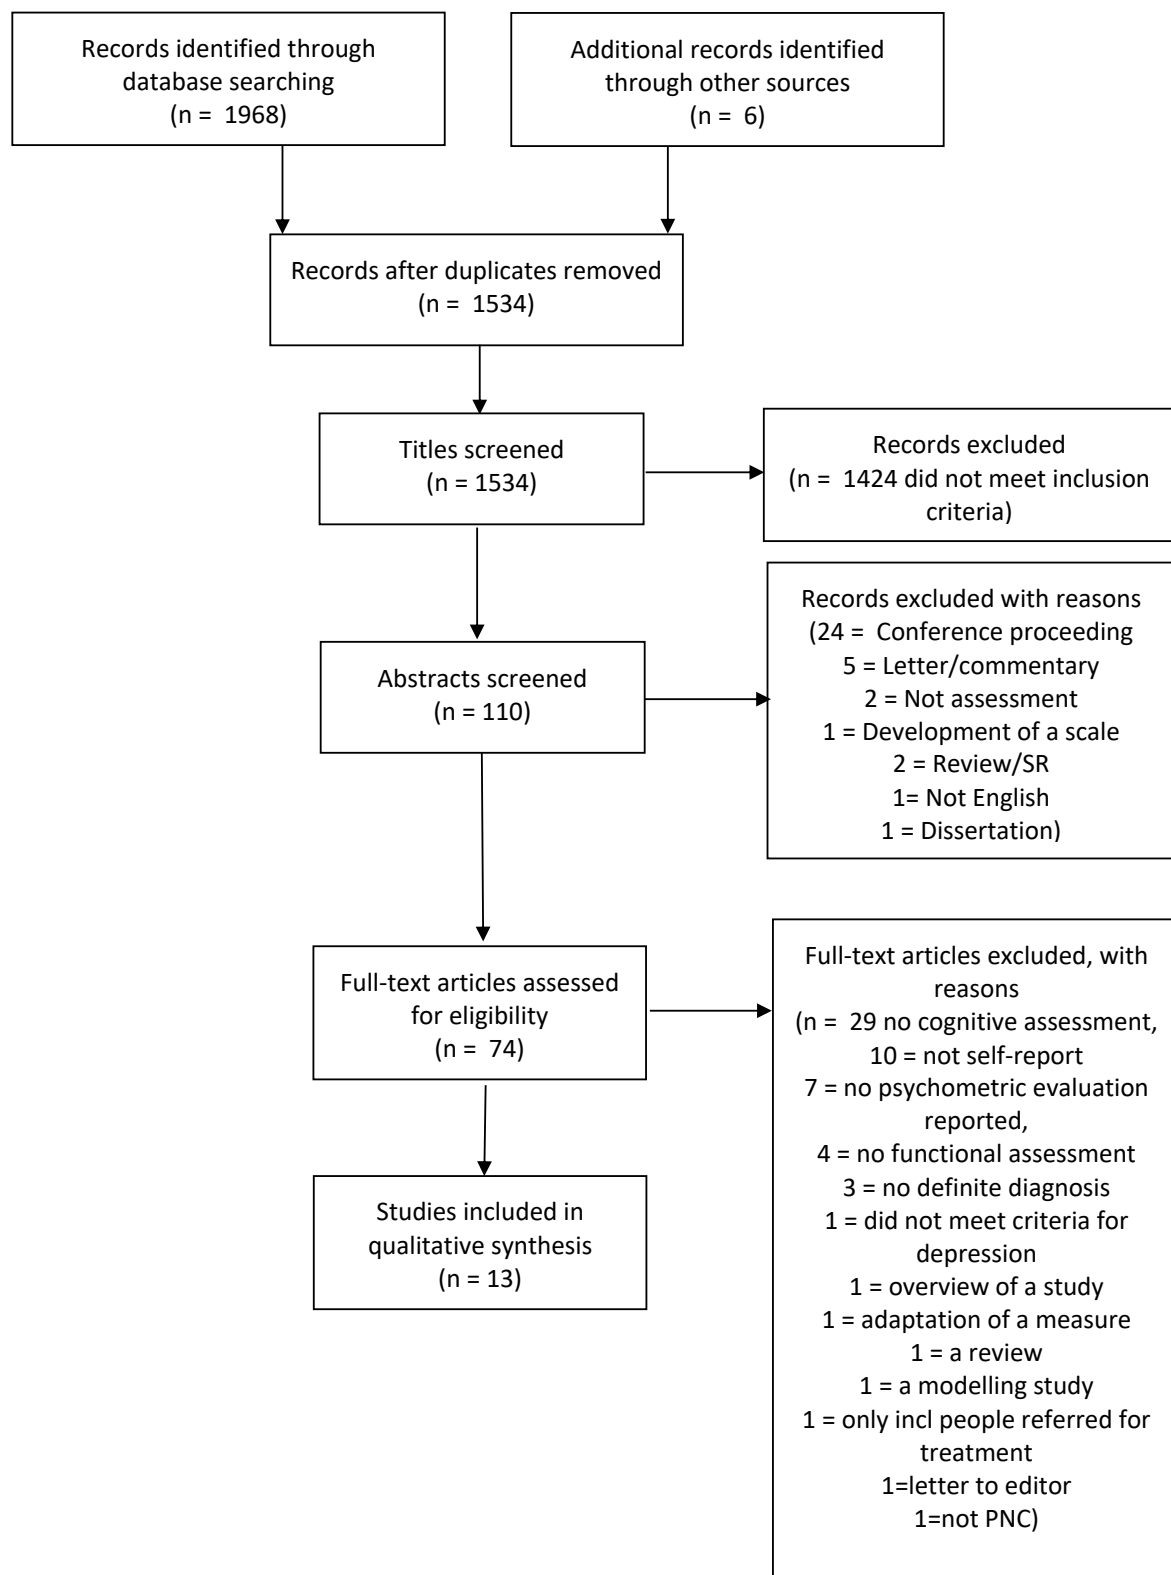 Records identified through
database searching
(n =  1968)
Additional records identified
through other sources
(n =  6)
Records after duplicates removed
(n =  1534)
Titles screened
(n = 1534)
Records excluded
(n =  1424 did not meet inclusion
criteria)
Abstracts screened
(n = 110)
Records excluded with reasons
(24 =  Conference proceeding
5 = Letter/commentary
2 = Not assessment
1 = Development of a scale
2 = Review/SR
1= Not English
1 = Dissertation)
Full-text articles assessed
for eligibility
(n =  74)
Full-text articles excluded, with
reasons
(n =  29 no cognitive assessment,
10 = not self-report
7 = no psychometric evaluation
reported,
4 = no functional assessment
3 = no definite diagnosis
1 = did not meet criteria for
depression
1 = overview of a study
1 = adaptation of a measure
1 = a review
1 = a modelling study
1 = only incl people referred for
treatment
1=letter to editor
1=not PNC)
Studies included in
qualitative synthesis
(n = 13)